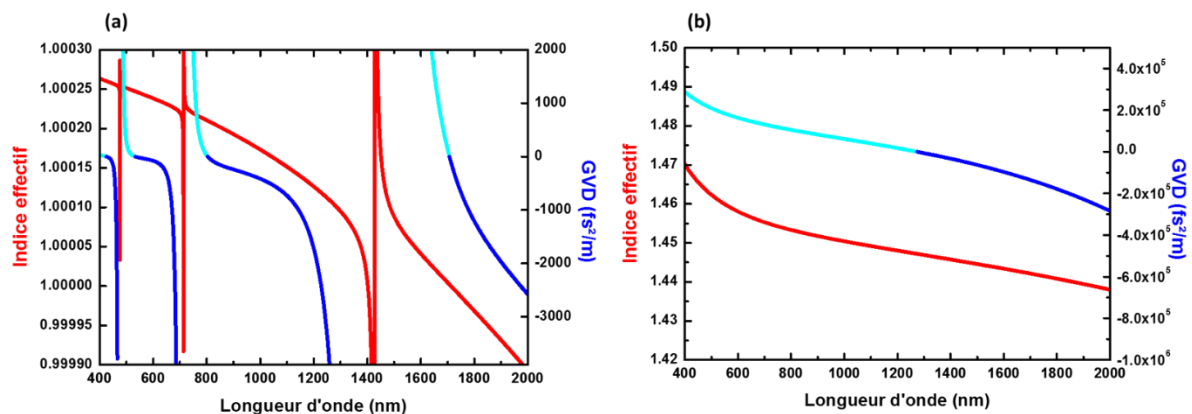 (a)
1.00030
1.00025
1.00020
1.00015
1.00010
1.00005
1.00000
0.99995
0.99990
Indice effectif
400 600 800 1000 1200 1400 1600 1800 2000
Longueur d'onde (nm)
2000
1000
0
-1000
-2000
-3000
GVD (fs²/m)
(b)
1.50
1.49
1.48
1.47
1.46
1.45
1.44
1.43
1.42
Indice effectif
400 600 800 1000 1200 1400 1600 1800 2000
Longueur d'onde (nm)
4.0x10⁵
2.0x10⁵
0.0
-2.0x10⁵
-4.0x10⁵
-6.0x10⁵
-8.0x10⁵
-1.0x10⁶
GVD (fs²/m)